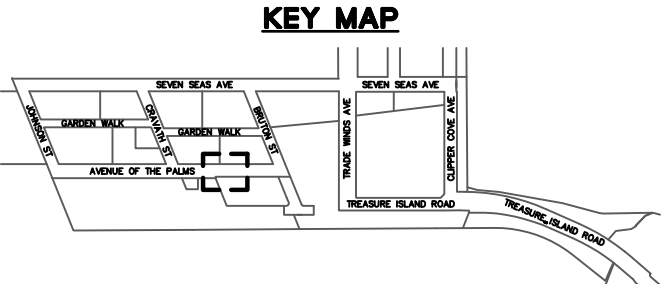 KEY MAP
SEVEN SEAS AVE
SEVEN SEAS AVE
JOHNSON ST
GARDEN WALK
CRAVATH ST
GARDEN WALK
BRUTON ST
TRADE WINDS AVE
CLIPPER COVE AVE
AVENUE OF THE PALMS
TREASURE ISLAND ROAD
TREASURE ISLAND ROAD